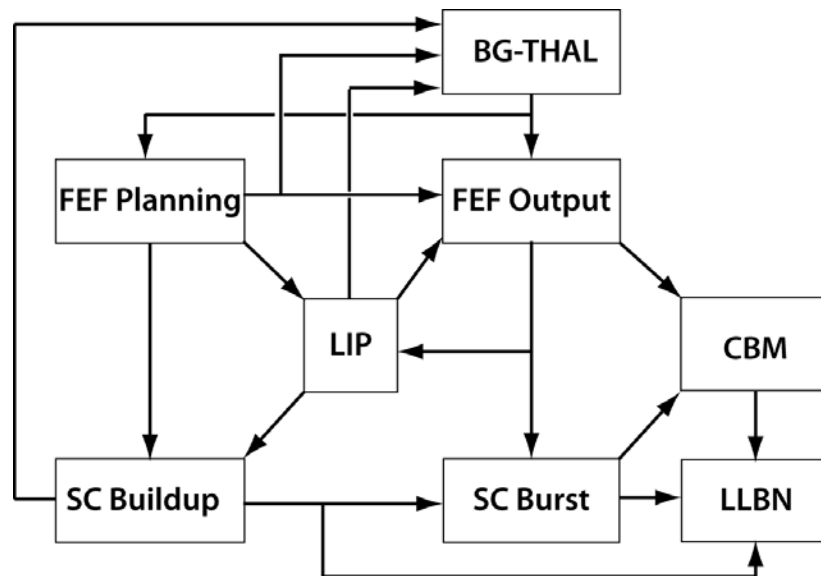 BG-THAL
FEF Planning
FEF Output
LIP
CBM
SC Buildup
SC Burst
LLBN